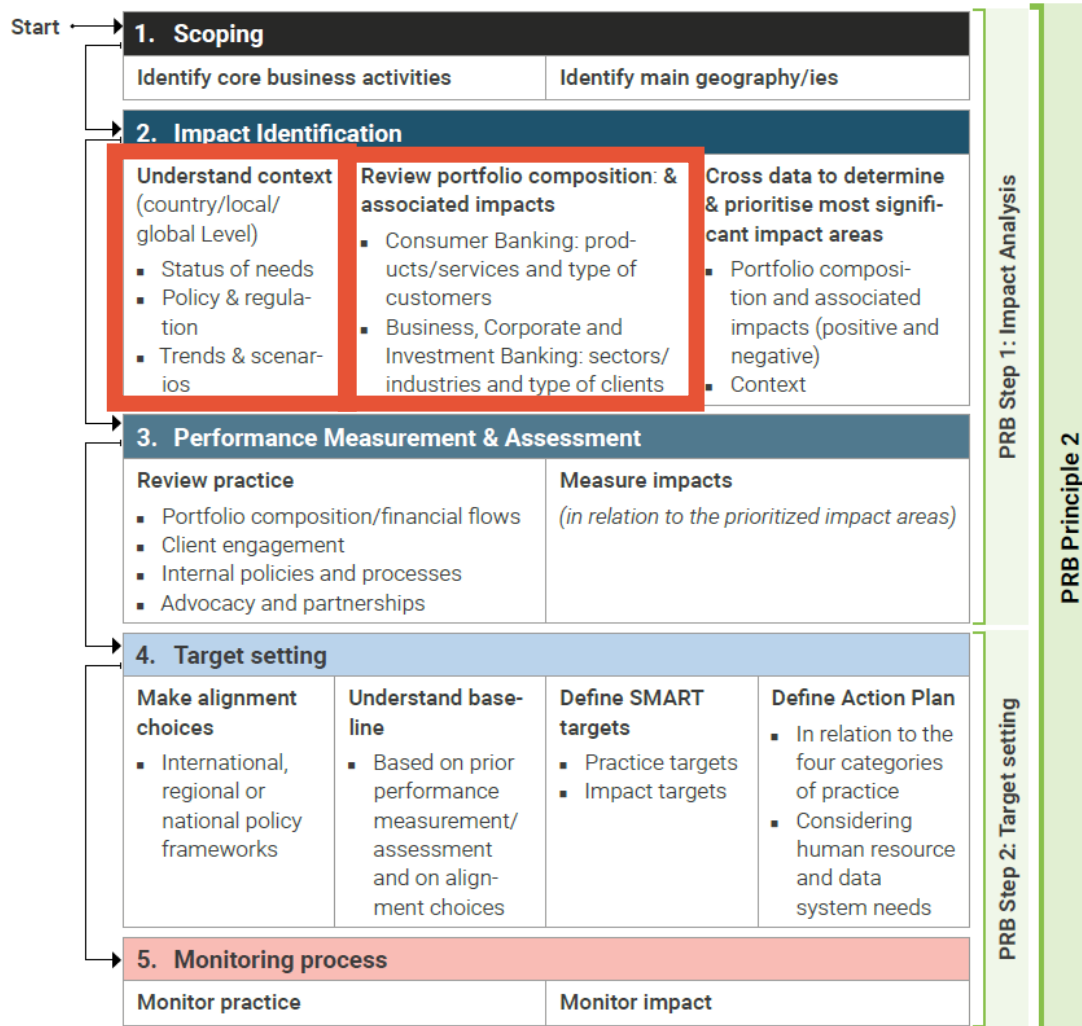 Start
1. Scoping
Identify core business activities
Identify main geography/ies
2. Impact Identification
Understand context
(country/local/
global Level)
▪ Status of needs
▪ Policy & regula-
tion
▪ Trends & scenar-
ios
Review portfolio composition: &
associated impacts
▪ Consumer Banking: prod-
ucts/services and type of
customers
▪ Business, Corporate and
Investment Banking: sectors/
industries and type of clients
Cross data to determine
& prioritise most signifi-
cant impact areas
▪ Portfolio composi-
tion and associated
impacts (positive and
negative)
▪ Context
3. Performance Measurement & Assessment
Review practice
▪ Portfolio composition/financial flows
▪ Client engagement
▪ Internal policies and processes
▪ Advocacy and partnerships
Measure impacts
(in relation to the prioritized impact areas)
4. Target setting
Make alignment
choices
▪ International,
regional or
national policy
frameworks
Understand base-
line
▪ Based on prior
performance
measurement/
assessment
and on align-
ment choices
Define SMART
targets
▪ Practice targets
▪ Impact targets
Define Action Plan
▪ In relation to the
four categories
of practice
▪ Considering
human resource
and data
system needs
5. Monitoring process
Monitor practice
Monitor impact
PRB Step 1: Impact Analysis
PRB Step 2: Target setting
PRB Principle 2